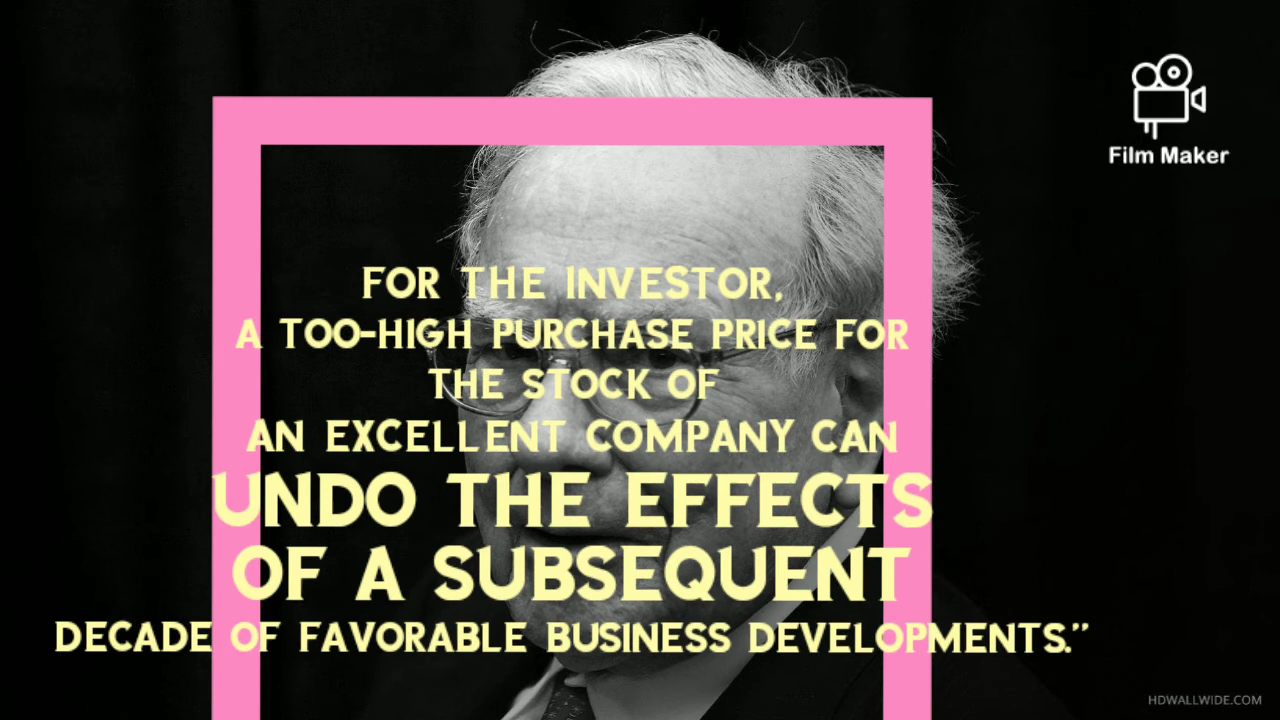 Film Maker
FOR THE INVESTOR,
A TOO-HIGH PURCHASE PRICE FOR
THE STOCK OF
AN EXCELLENT COMPANY CAN
UNDO THE EFFECTS
OF A SUBSEQUENT
DECADE OF FAVORABLE BUSINESS DEVELOPMENTS.”
HDWALLWIDE.COM